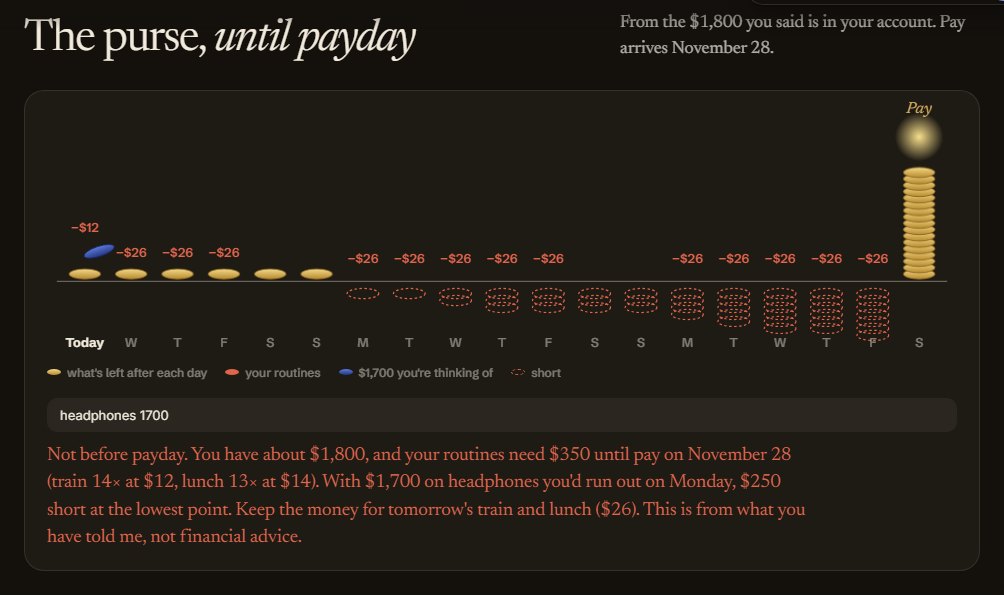 The purse, until payday
From the $1,800 you said is in your account. Pay
arrives November 28.
Pay
−$12
−$26 −$26 −$26
−$26 −$26 −$26 −$26 −$26 −$26 −$26 −$26 −$26 −$26
Today W T F S S M T W T F S S M T W T F S
what's left after each day your routines $1,700 you're thinking of short
headphones 1700
Not before payday. You have about $1,800, and your routines need $350 until pay on November 28
(train 14× at $12, lunch 13× at $14). With $1,700 on headphones you'd run out on Monday, $250
short at the lowest point. Keep the money for tomorrow's train and lunch ($26). This is from what you
have told me, not financial advice.